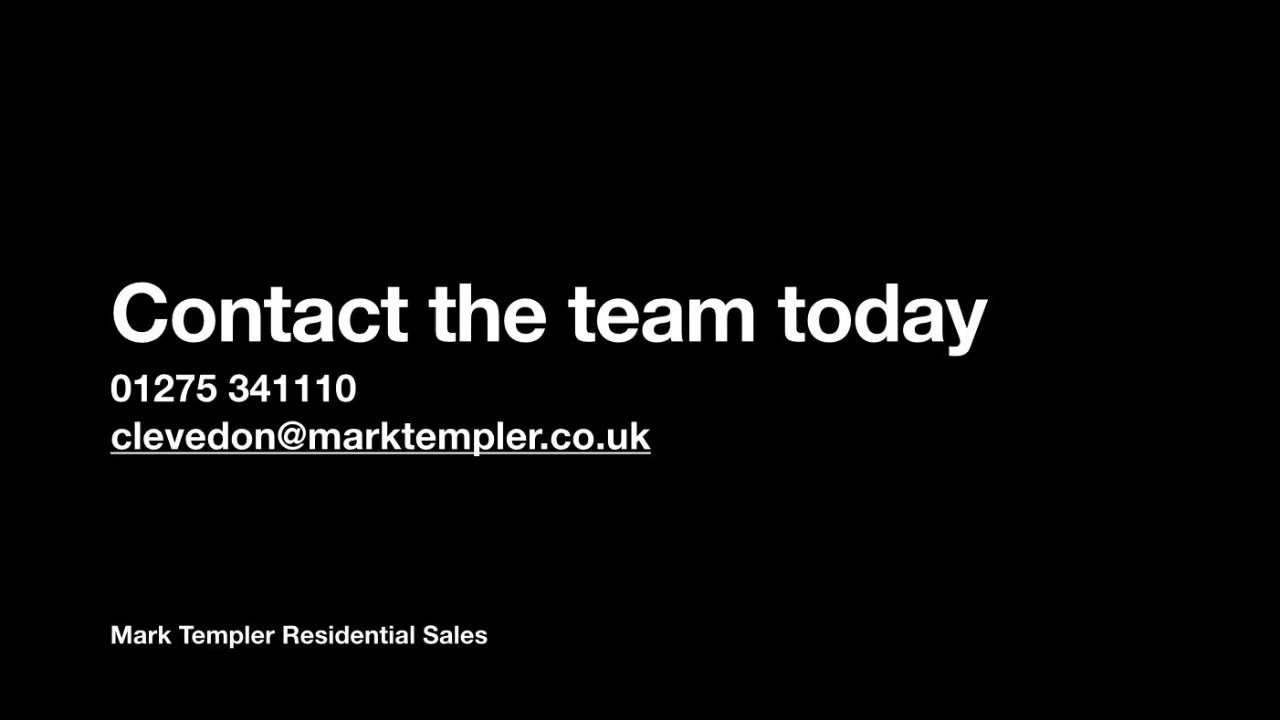 Contact the team today
01275 341110
clevedon@marktempler.co.uk
Mark Templer Residential Sales